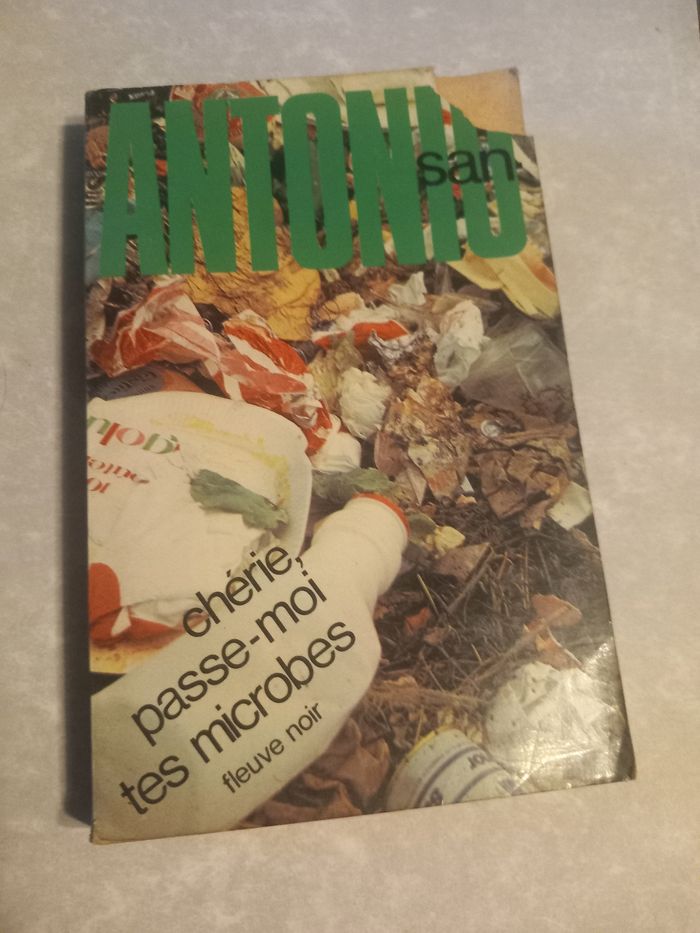 ANTONIO
san-
chérie,
passe-moi
tes microbes
fleuve noir